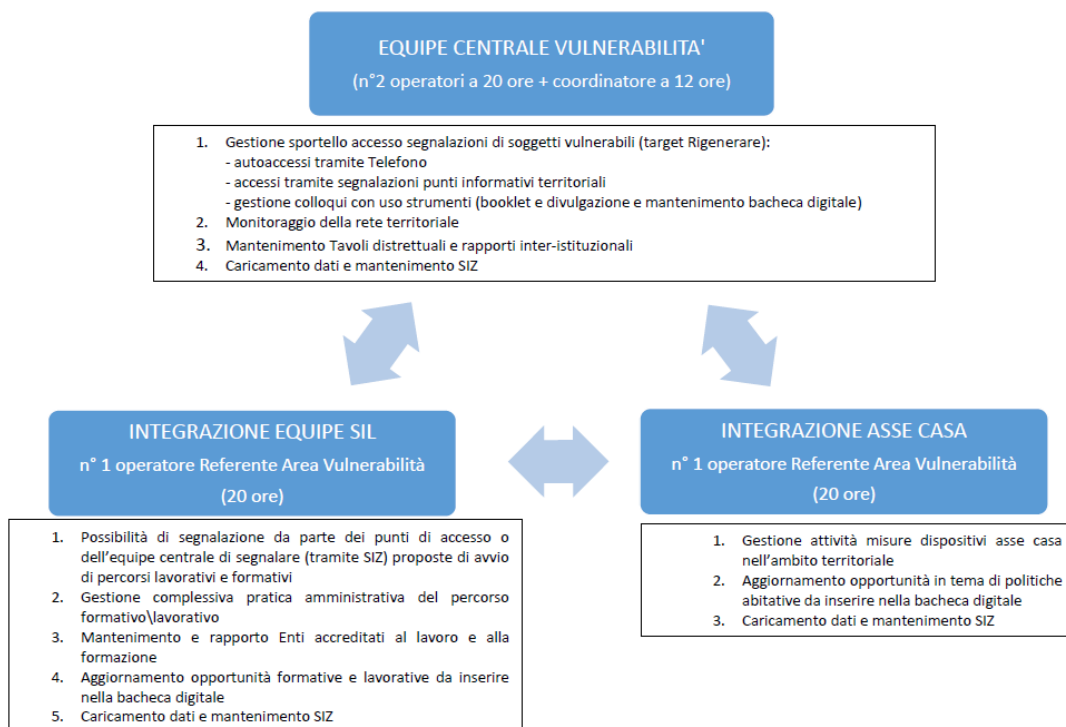 EQUIPE CENTRALE VULNERABILITA'
(n°2 operatori a 20 ore + coordinatore a 12 ore)
1. Gestione sportello accesso segnalazioni di soggetti vulnerabili (target Rigenerare):
- autoaccessi tramite Telefono
- accessi tramite segnalazioni punti informativi territoriali
- gestione colloqui con uso strumenti (booklet e divulgazione e mantenimento bacheca digitale)
2. Monitoraggio della rete territoriale
3. Mantenimento Tavoli distrettuali e rapporti inter-istituzionali
4. Caricamento dati e mantenimento SIZ
INTEGRAZIONE EQUIPE SIL
n° 1 operatore Referente Area Vulnerabilità
(20 ore)
1. Possibilità di segnalazione da parte dei punti di accesso o
dell'equipe centrale di segnalare (tramite SIZ) proposte di avvio
di percorsi lavorativi e formativi
2. Gestione complessiva pratica amministrativa del percorso
formativo\lavorativo
3. Mantenimento e rapporto Enti accreditati al lavoro e alla
formazione
4. Aggiornamento opportunità formative e lavorative da inserire
nella bacheca digitale
5. Caricamento dati e mantenimento SIZ
INTEGRAZIONE ASSE CASA
n° 1 operatore Referente Area Vulnerabilità
(20 ore)
1. Gestione attività misure dispositivi asse casa
nell'ambito territoriale
2. Aggiornamento opportunità in tema di politiche
abitative da inserire nella bacheca digitale
3. Caricamento dati e mantenimento SIZ